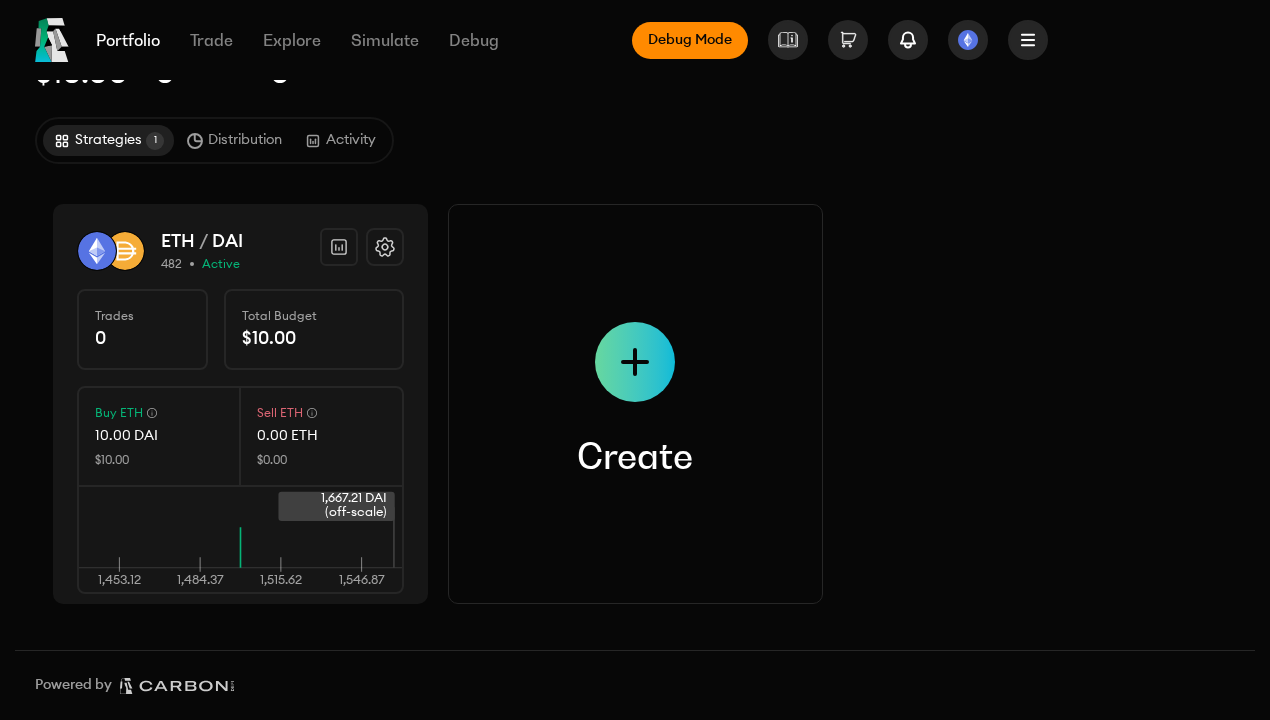 Portfolio Trade Explore Simulate Debug Debug Mode
Strategies 1 Distribution Activity
ETH / DAI
482 • Active
Trades
0
Total Budget
$10.00
Buy ETH
10.00 DAI
$10.00
Sell ETH
0.00 ETH
$0.00
1,667.21 DAI
(off-scale)
1,453.12 1,484.37 1,515.62 1,546.87
Create
Powered by CARBON